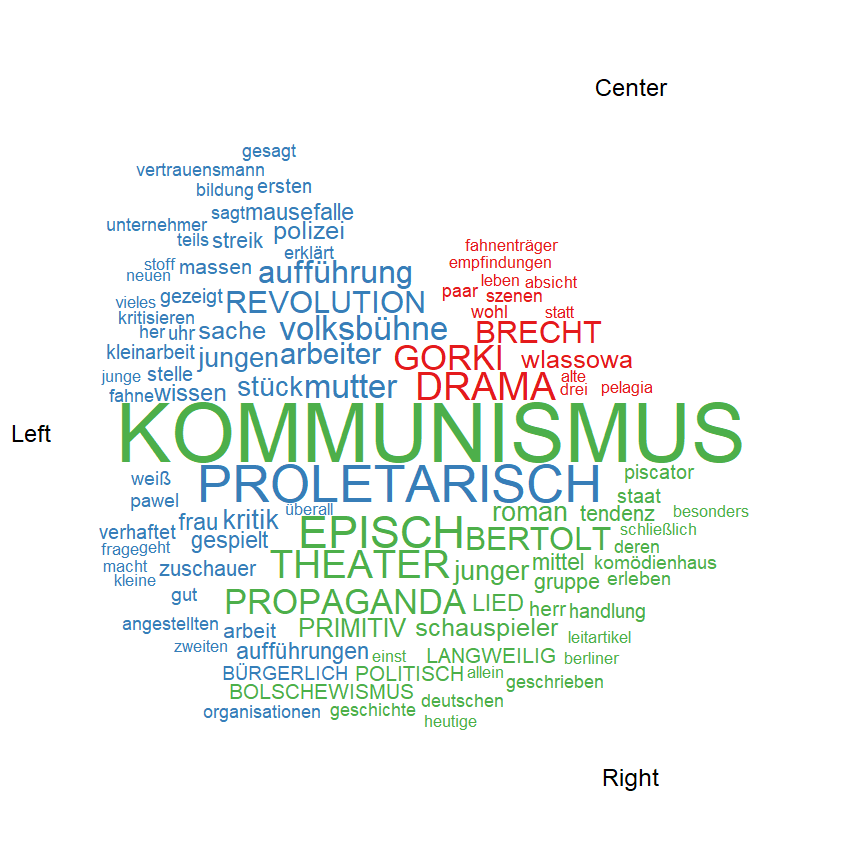 Center
gesagt
vertrauensmann
bildung ersten
sagt mausefalle
unternehmer polizei
teils streik fahnenträger
erklärt empfindungen
stoff massen aufführung leben absicht
neuen paar szenen
vieles gezeigt REVOLUTION wohl statt
kritisieren
her uhr sache volksbühne BRECHT
kleinarbeit jungen arbeiter GORKI wlassowa
junge stelle alte
fahne wissen stück mutter DRAMA drei pelagia
Left KOMMUNISMUS
weiß PROLETARISCH piscator
pawel überall staat
verhaftet frau kritik roman tendenz besonders
schließlich
frage geht gespielt EPISCH BERTOLT deren
macht zuschauer THEATER junger mittel komödienhaus
kleine gruppe erleben
gut PROPAGANDA LIED herr handlung
angestellten arbeit PRIMITIV schauspieler leitartikel
zweiten aufführungen einst LANGWEILIG berliner
BÜRGERLICH POLITISCH allein geschrieben
BOLSCHEWISMUS deutschen
organisationen geschichte heutige
Right